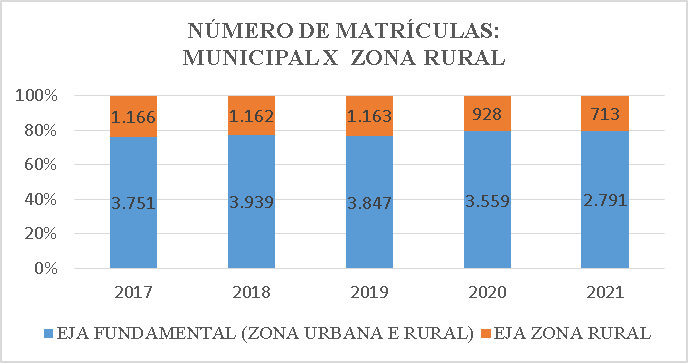 NÚMERO DE MATRÍCULAS:
MUNICIPAL X ZONA RURAL
100%
80%
60%
40%
20%
0%
1.166 1.162 1.163 928 713
3.751 3.939 3.847 3.559 2.791
2017 2018 2019 2020 2021
EJA FUNDAMENTAL (ZONA URBANA E RURAL) EJA ZONA RURAL